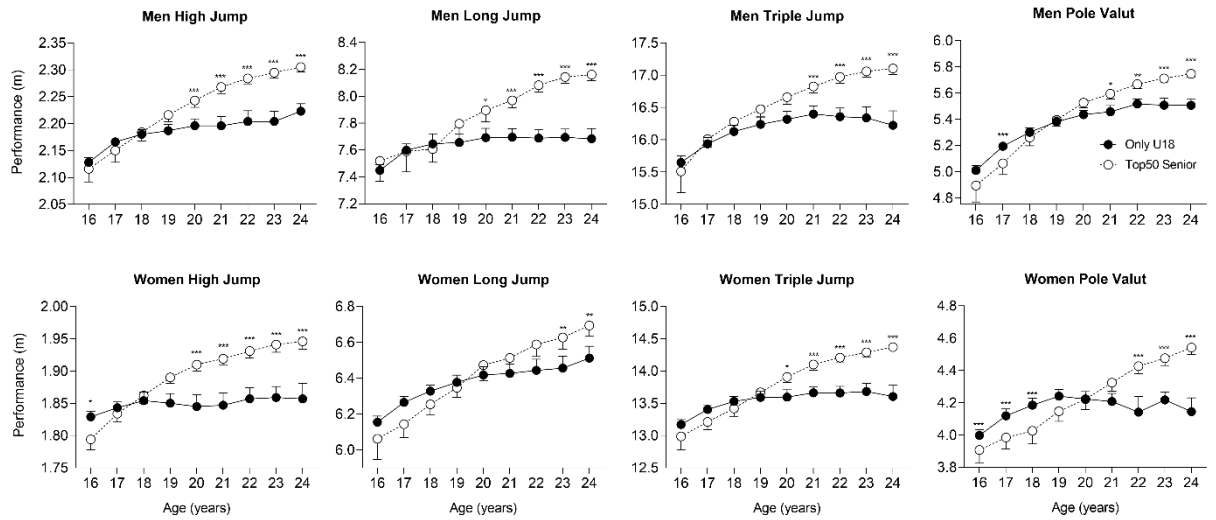 Men High Jump
Performance (m)
2.35
2.30
2.25
2.20
2.15
2.10
2.05
*** *** *** *** ***
16 17 18 19 20 21 22 23 24
Men Long Jump
8.4
8.2
8.0
7.8
7.6
7.4
7.2
* *** *** *** ***
16 17 18 19 20 21 22 23 24
Men Triple Jump
17.5
17.0
16.5
16.0
15.5
15.0
*** *** *** ***
16 17 18 19 20 21 22 23 24
Men Pole Valut
6.0
5.8
5.6
5.4
5.2
5.0
4.8
*** * ** *** ***
Only U18
Top50 Senior
16 17 18 19 20 21 22 23 24
Women High Jump
Performance (m)
2.00
1.95
1.90
1.85
1.80
1.75
* *** *** *** *** ***
16 17 18 19 20 21 22 23 24
Age (years)
Women Long Jump
6.8
6.6
6.4
6.2
6.0
** **
16 17 18 19 20 21 22 23 24
Age (years)
Women Triple Jump
15.0
14.5
14.0
13.5
13.0
12.5
* *** *** *** ***
16 17 18 19 20 21 22 23 24
Age (years)
Women Pole Valut
4.8
4.6
4.4
4.2
4.0
3.8
*** *** *** *** *** ***
16 17 18 19 20 21 22 23 24
Age (years)